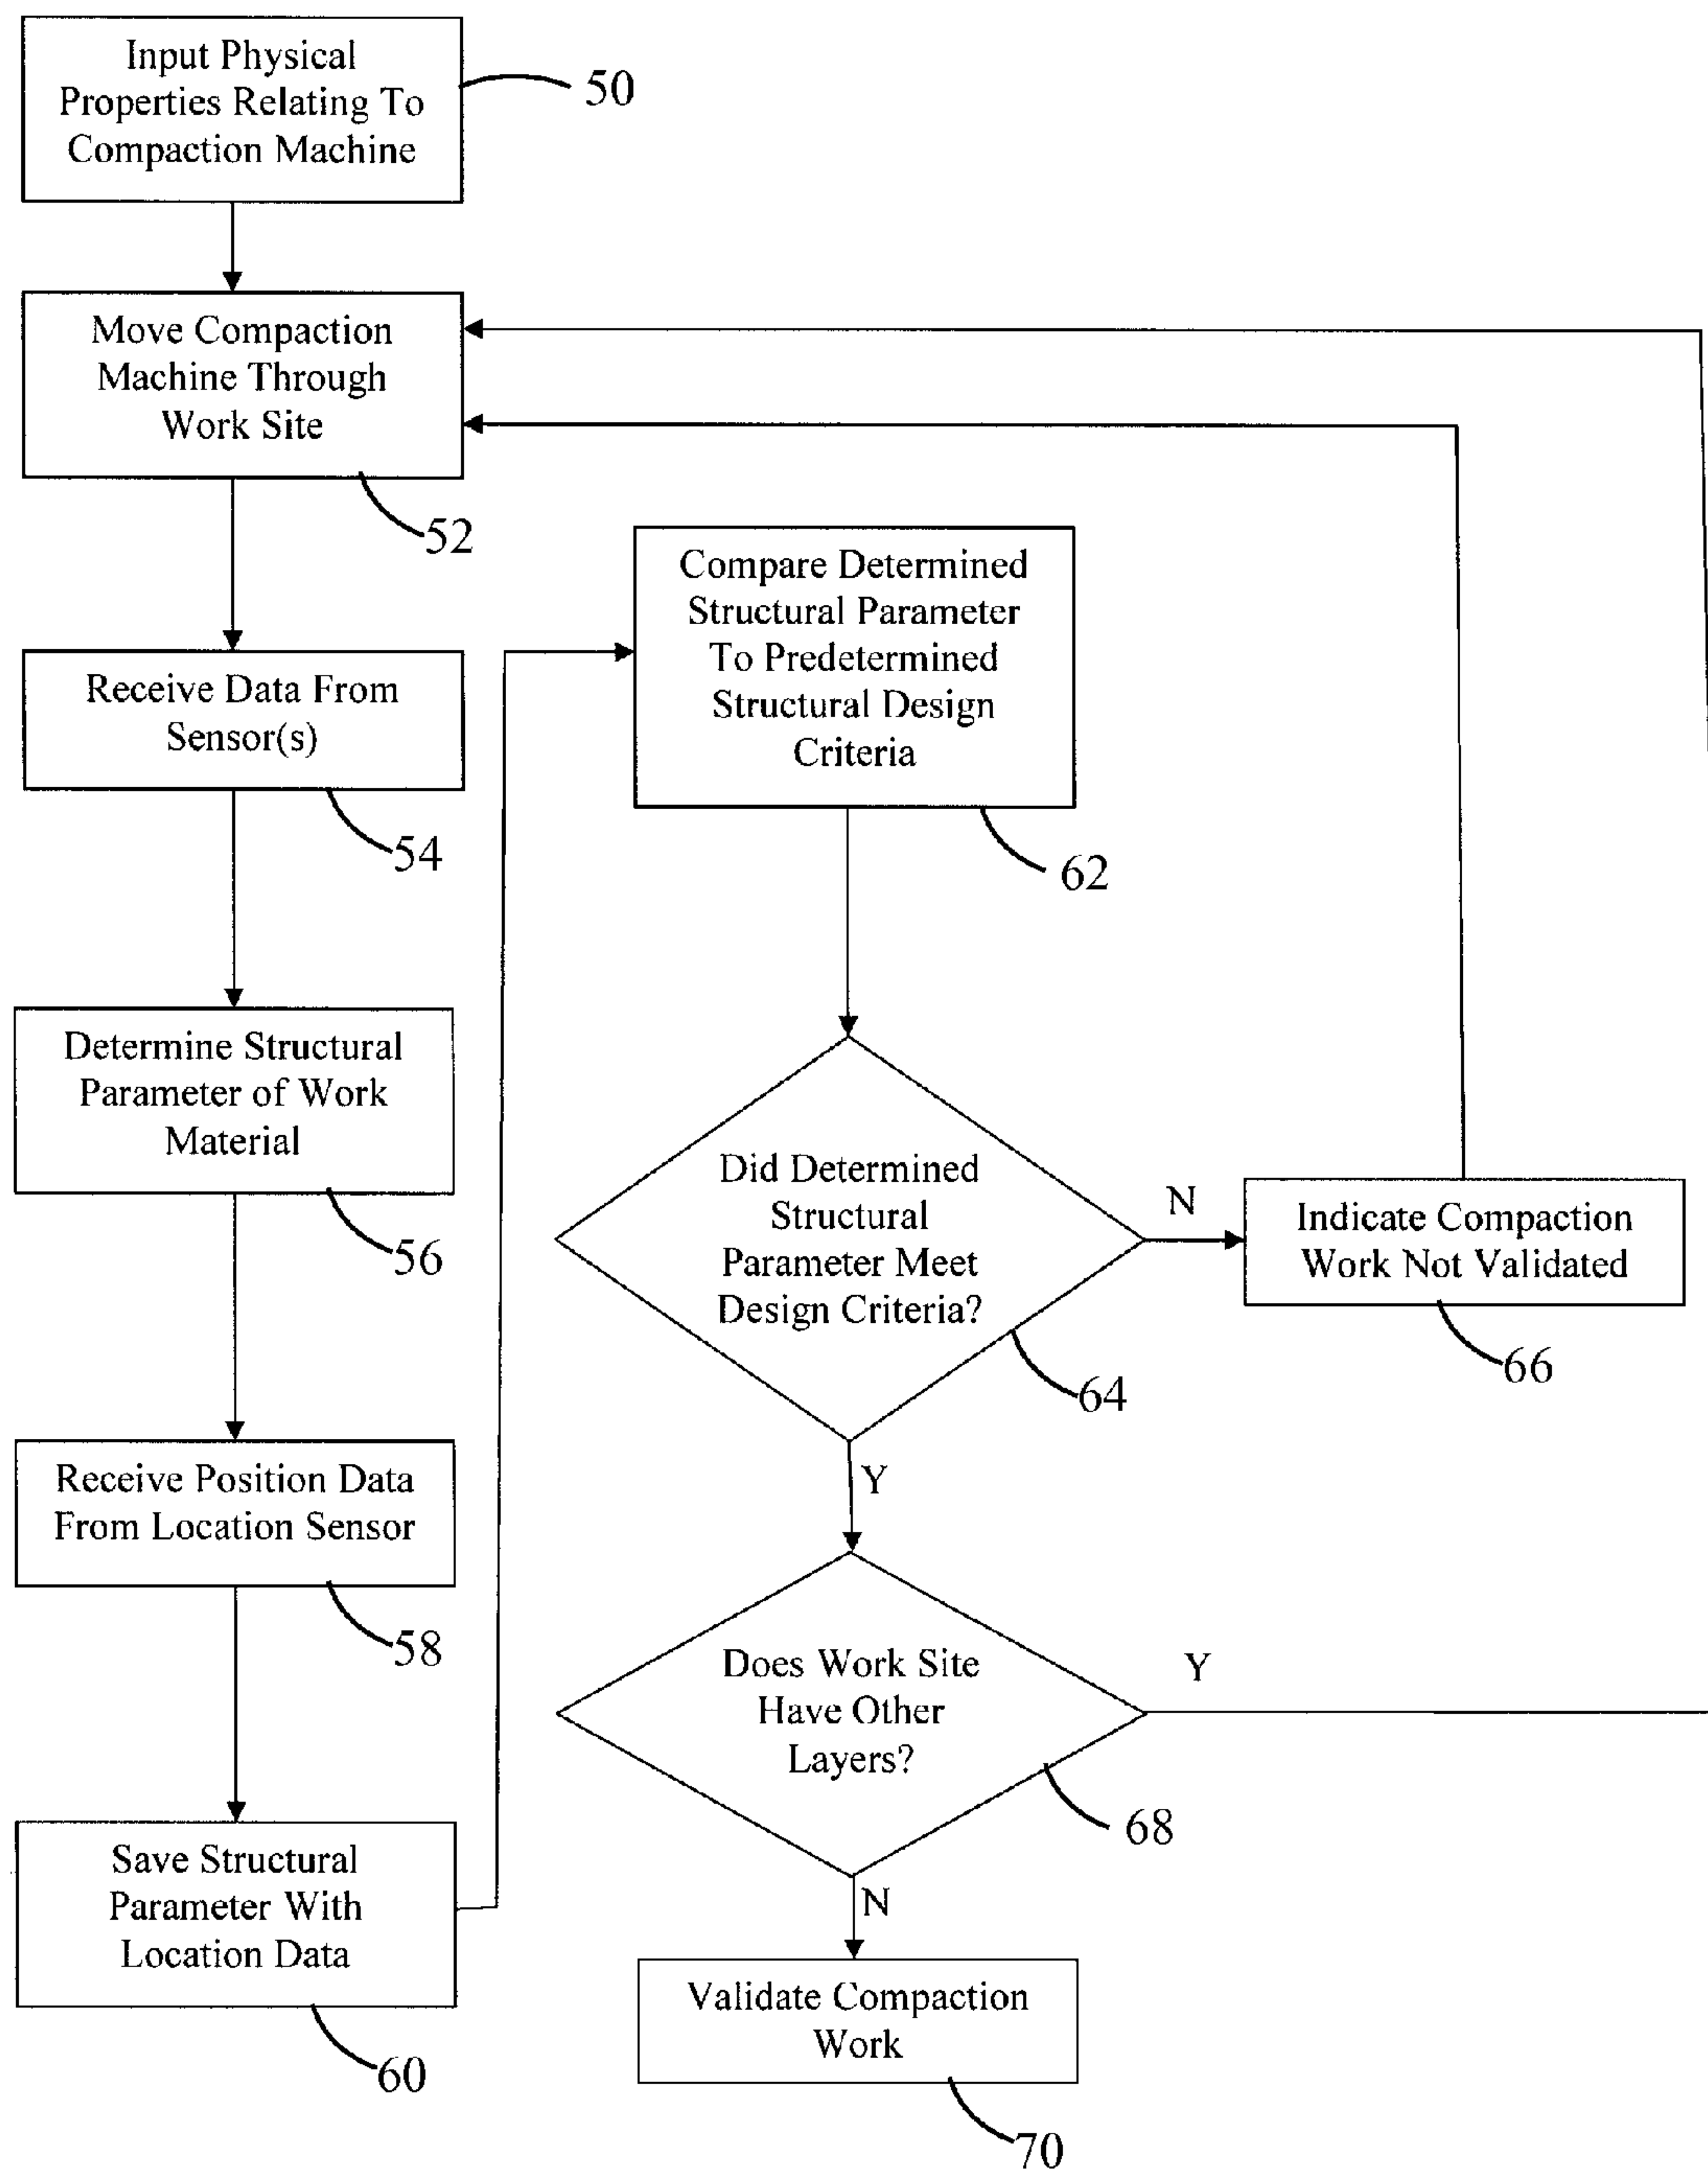 Input Physical
Properties Relating To
Compaction Machine
50
Move Compaction
Machine Through
Work Site
52
Receive Data From
Sensor(s)
54
Determine Structural
Parameter of Work
Material
56
Receive Position Data
From Location Sensor
58
Save Structural
Parameter With
Location Data
60
Compare Determined
Structural Parameter
To Predetermined
Structural Design
Criteria
62
Did Determined
Structural
Parameter Meet
Design Criteria?
64
N
Indicate Compaction
Work Not Validated
66
Y
Does Work Site
Have Other
Layers?
68
Y
N
Validate Compaction
Work
70